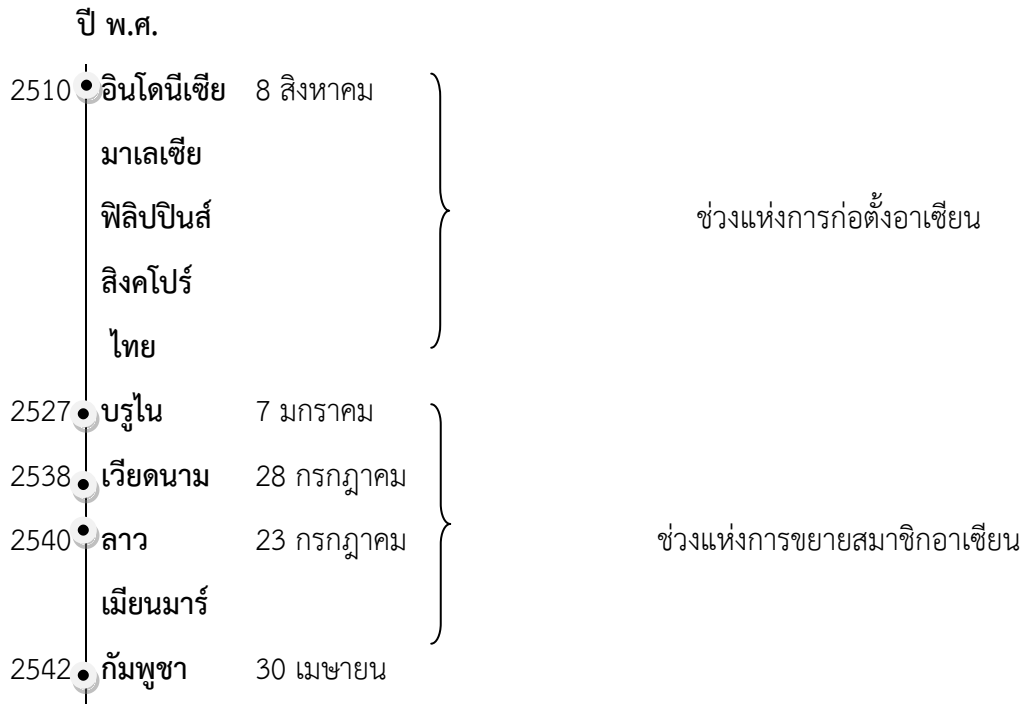 ปี พ.ศ.
2510 อินโดนีเซีย 8 สิงหาคม
มาเลเซีย
ฟิลิปปินส์ ช่วงแห่งการก่อตั้งอาเซียน
สิงคโปร์
ไทย
2527 บรูไน 7 มกราคม
2538 เวียดนาม 28 กรกฎาคม
2540 ลาว 23 กรกฎาคม ช่วงแห่งการขยายสมาชิกอาเซียน
เมียนมาร์
2542 กัมพูชา 30 เมษายน